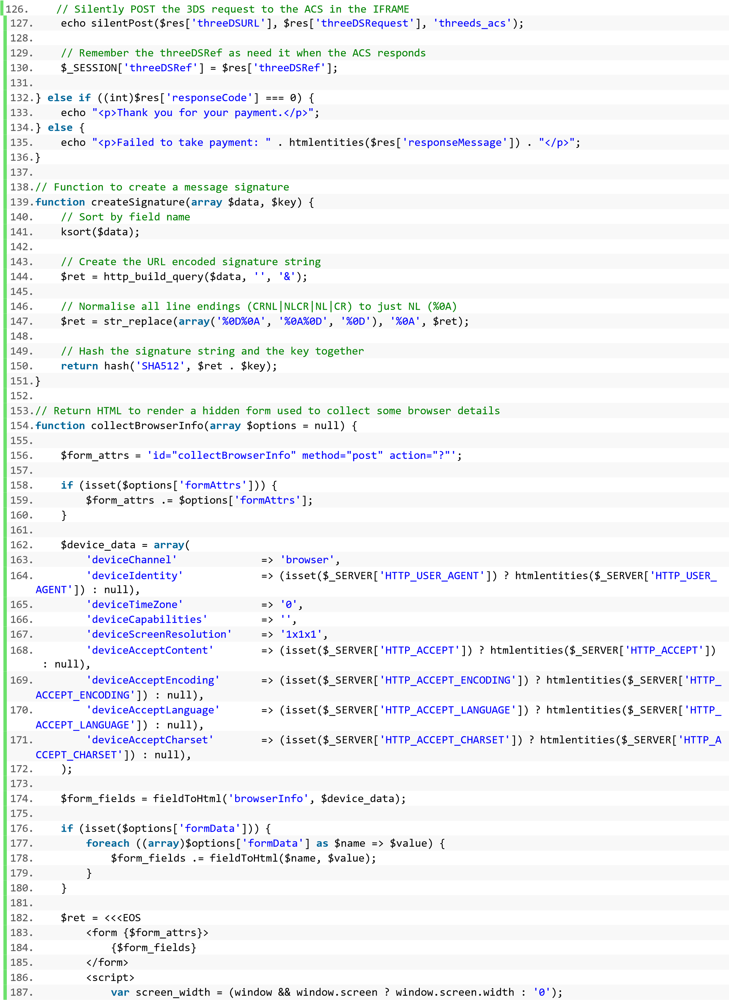 126.    // Silently POST the 3DS request to the ACS in the IFRAME
127.    echo silentPost($res['threeDSURL'], $res['threeDSRequest'], 'threeds_acs');
128.
129.    // Remember the threeDSRef as need it when the ACS responds
130.    $_SESSION['threeDSRef'] = $res['threeDSRef'];
131.
132.} else if ((int)$res['responseCode'] === 0) {
133.    echo "<p>Thank you for your payment.</p>";
134.} else {
135.    echo "<p>Failed to take payment: " . htmlentities($res['responseMessage']) . "</p>";
136.}
137.
138.// Function to create a message signature
139.function createSignature(array $data, $key) {
140.    // Sort by field name
141.    ksort($data);
142.
143.    // Create the URL encoded signature string
144.    $ret = http_build_query($data, '', '&');
145.
146.    // Normalise all line endings (CRNL|NLCR|NL|CR) to just NL (%0A)
147.    $ret = str_replace(array('%0D%0A', '%0A%0D', '%0D'), '%0A', $ret);
148.
149.    // Hash the signature string and the key together
150.    return hash('SHA512', $ret . $key);
151.}
152.
153.// Return HTML to render a hidden form used to collect some browser details
154.function collectBrowserInfo(array $options = null) {
155.
156.    $form_attrs = 'id="collectBrowserInfo" method="post" action="?"';
157.
158.    if (isset($options['formAttrs'])) {
159.        $form_attrs .= $options['formAttrs'];
160.    }
161.
162.    $device_data = array(
163.        'deviceChannel'             => 'browser',
164.        'deviceIdentity'            => (isset($_SERVER['HTTP_USER_AGENT']) ? htmlentities($_SERVER['HTTP_USER_
AGENT']) : null),
165.        'deviceTimeZone'            => '0',
166.        'deviceCapabilities'        => '',
167.        'deviceScreenResolution'    => '1x1x1',
168.        'deviceAcceptContent'       => (isset($_SERVER['HTTP_ACCEPT']) ? htmlentities($_SERVER['HTTP_ACCEPT'])
 : null),
169.        'deviceAcceptEncoding'      => (isset($_SERVER['HTTP_ACCEPT_ENCODING']) ? htmlentities($_SERVER['HTTP_
ACCEPT_ENCODING']) : null),
170.        'deviceAcceptLanguage'      => (isset($_SERVER['HTTP_ACCEPT_LANGUAGE']) ? htmlentities($_SERVER['HTTP_
ACCEPT_LANGUAGE']) : null),
171.        'deviceAcceptCharset'       => (isset($_SERVER['HTTP_ACCEPT_CHARSET']) ? htmlentities($_SERVER['HTTP_A
CCEPT_CHARSET']) : null),
172.    );
173.
174.    $form_fields = fieldToHtml('browserInfo', $device_data);
175.
176.    if (isset($options['formData'])) {
177.        foreach ((array)$options['formData'] as $name => $value) {
178.            $form_fields .= fieldToHtml($name, $value);
179.        }
180.    }
181.
182.    $ret = <<<EOS
183.        <form {$form_attrs}>
184.            {$form_fields}
185.        </form>
186.        <script>
187.            var screen_width = (window && window.screen ? window.screen.width : '0');